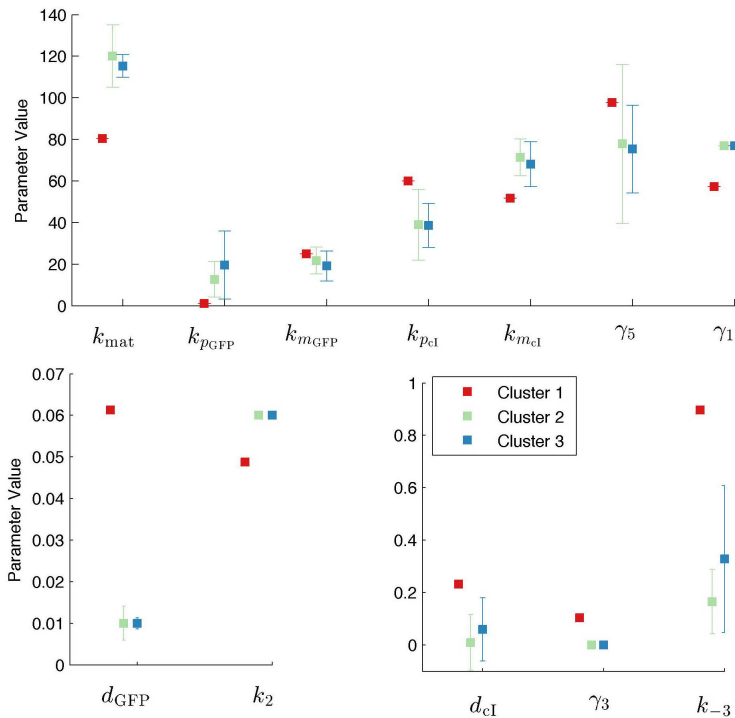 Parameter Value
140
120
100
80
60
40
20
0
k_mat k_pGFP k_mGFP k_pcI k_mcI γ5 γ1
Parameter Value
0.07
0.06
0.05
0.04
0.03
0.02
0.01
0
d_GFP k_2
Cluster 1
Cluster 2
Cluster 3
1
0.8
0.6
0.4
0.2
0
d_cI γ3 k_−3